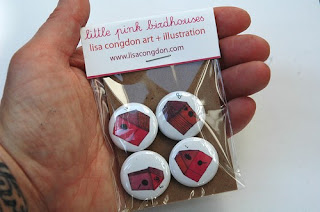 little pink birdhouses
lisa congdon art + illustration
www.lisacongdon.com